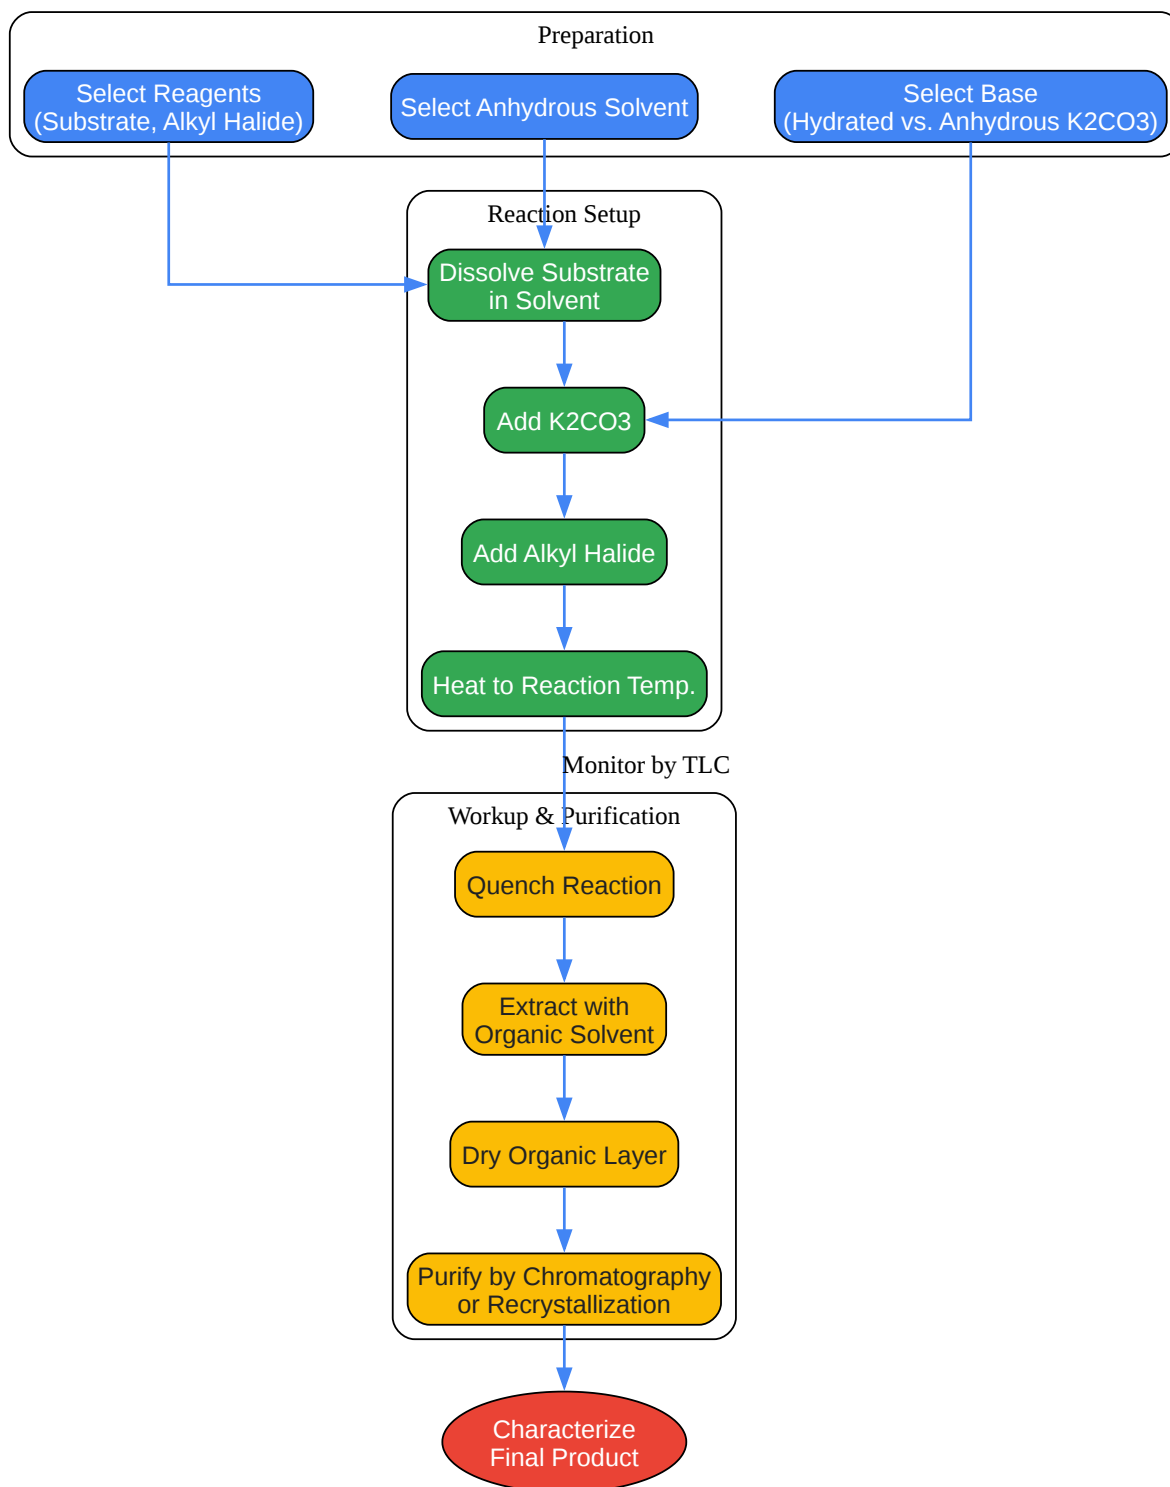 Preparation
Select Reagents
(Substrate, Alkyl Halide)
Select Anhydrous Solvent
Select Base
(Hydrated vs. Anhydrous K2CO3)
Reaction Setup
Dissolve Substrate
in Solvent
Add K2CO3
Add Alkyl Halide
Heat to Reaction Temp.
Monitor by TLC
Workup & Purification
Quench Reaction
Extract with
Organic Solvent
Dry Organic Layer
Purify by Chromatography
or Recrystallization
Characterize
Final Product